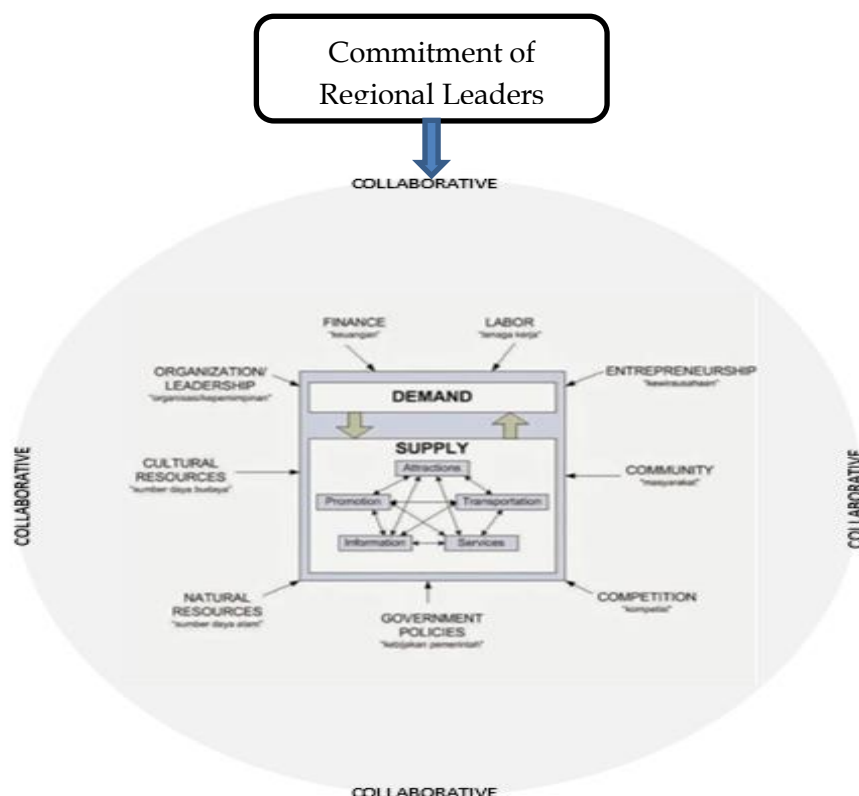 Commitment of
Regional Leaders
COLLABORATIVE
FINANCE
"keuangan"
LABOR
"tenaga kerja"
ORGANIZATION/
LEADERSHIP
"organisasi/kepemimpinan"
ENTREPRENEURSHIP
"kewirausahaan"
DEMAND
SUPPLY
Attractions
Promotion
Transportation
Information
Services
CULTURAL
RESOURCES
"sumber daya budaya"
COMMUNITY
"masyarakat"
COLLABORATIVE
COLLABORATIVE
NATURAL
RESOURCES
"sumber daya alam"
GOVERNMENT
POLICIES
"kebijakan pemerintah"
COMPETITION
"kompetisi"
COLLABORATIVE